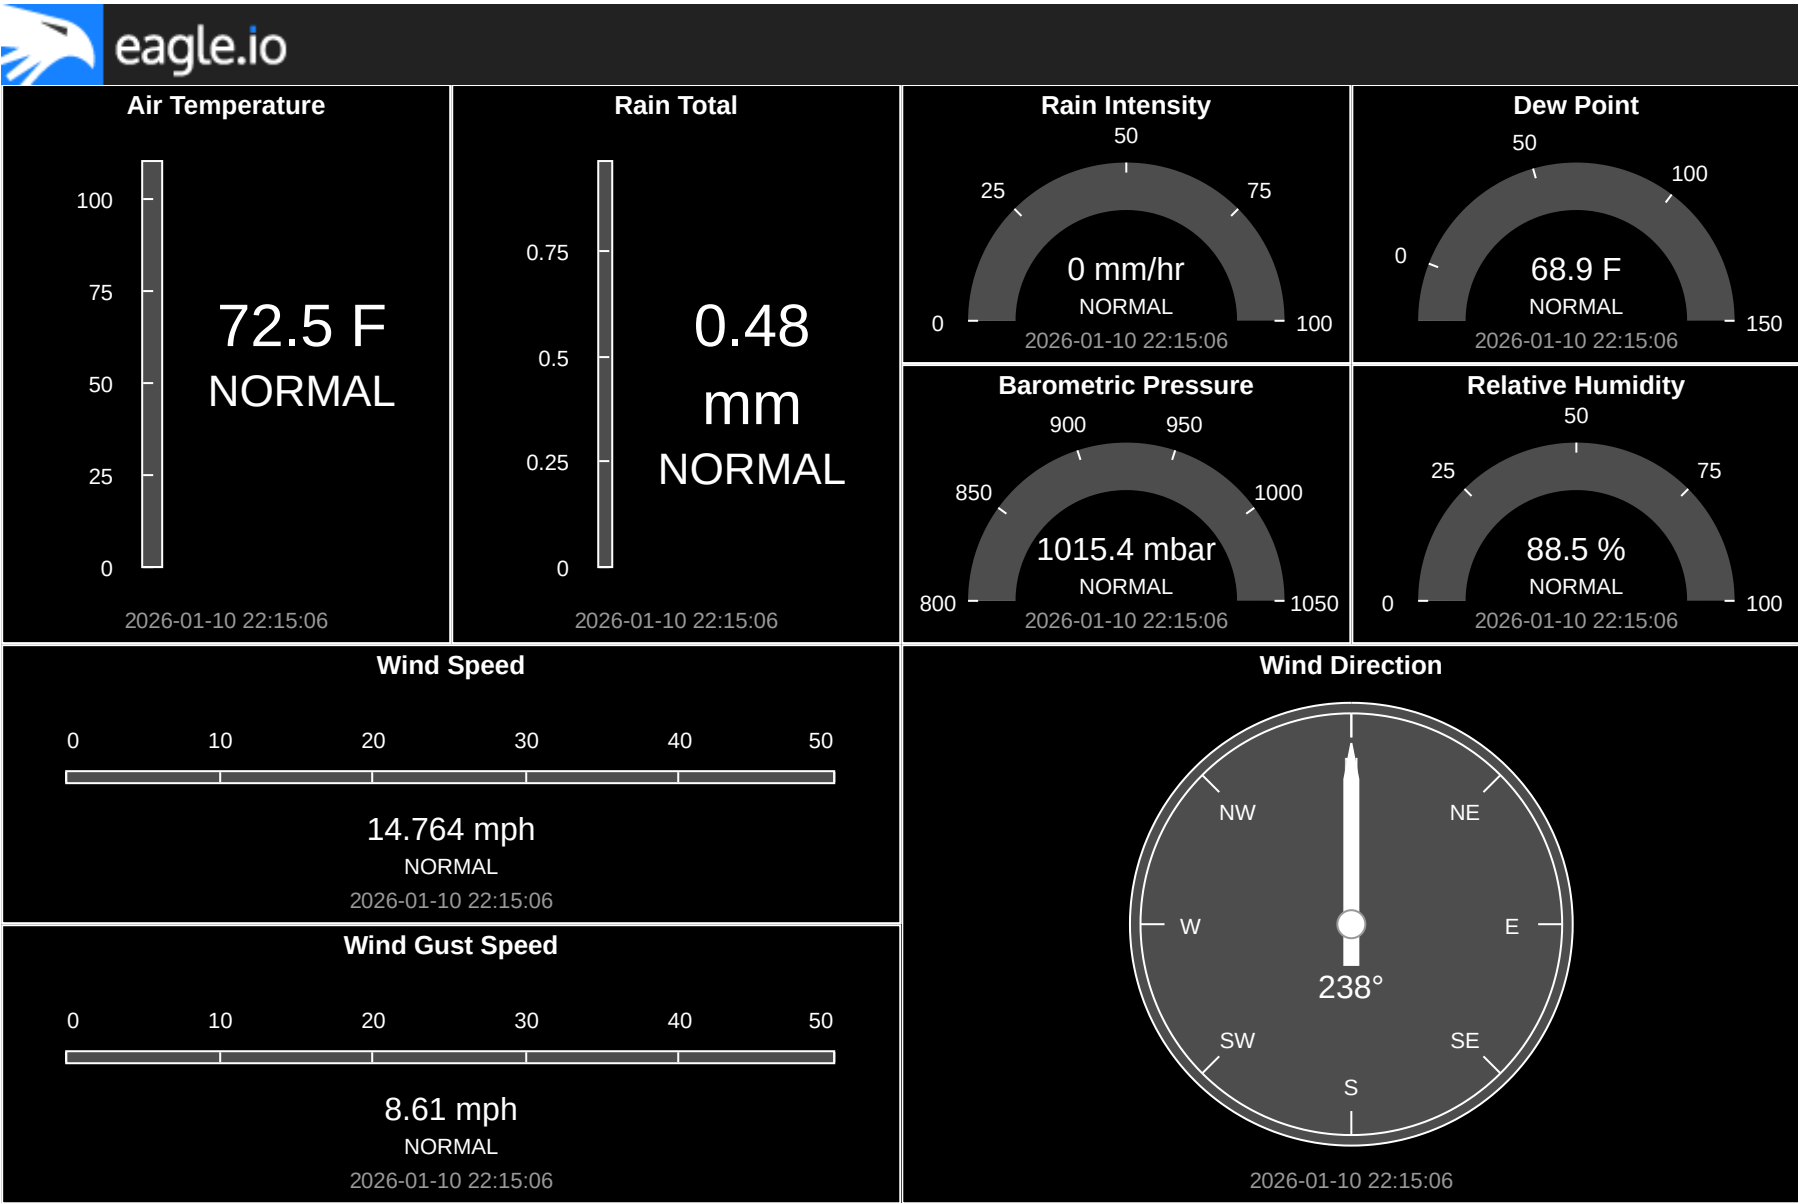 eagle.io
Air Temperature
100
75
50
25
0
72.5 F
NORMAL
2026-01-10 22:15:06
Rain Total
0.75
0.5
0.25
0
0.48
mm
NORMAL
2026-01-10 22:15:06
Rain Intensity
50
25
75
0
100
0 mm/hr
NORMAL
2026-01-10 22:15:06
Dew Point
50
100
0
150
68.9 F
NORMAL
2026-01-10 22:15:06
Barometric Pressure
900
950
850
1000
800
1050
1015.4 mbar
NORMAL
2026-01-10 22:15:06
Relative Humidity
50
25
75
0
100
88.5 %
NORMAL
2026-01-10 22:15:06
Wind Speed
0 10 20 30 40 50
14.764 mph
NORMAL
2026-01-10 22:15:06
Wind Gust Speed
0 10 20 30 40 50
8.61 mph
NORMAL
2026-01-10 22:15:06
Wind Direction
NW NE
W E
238°
SW SE
S
2026-01-10 22:15:06